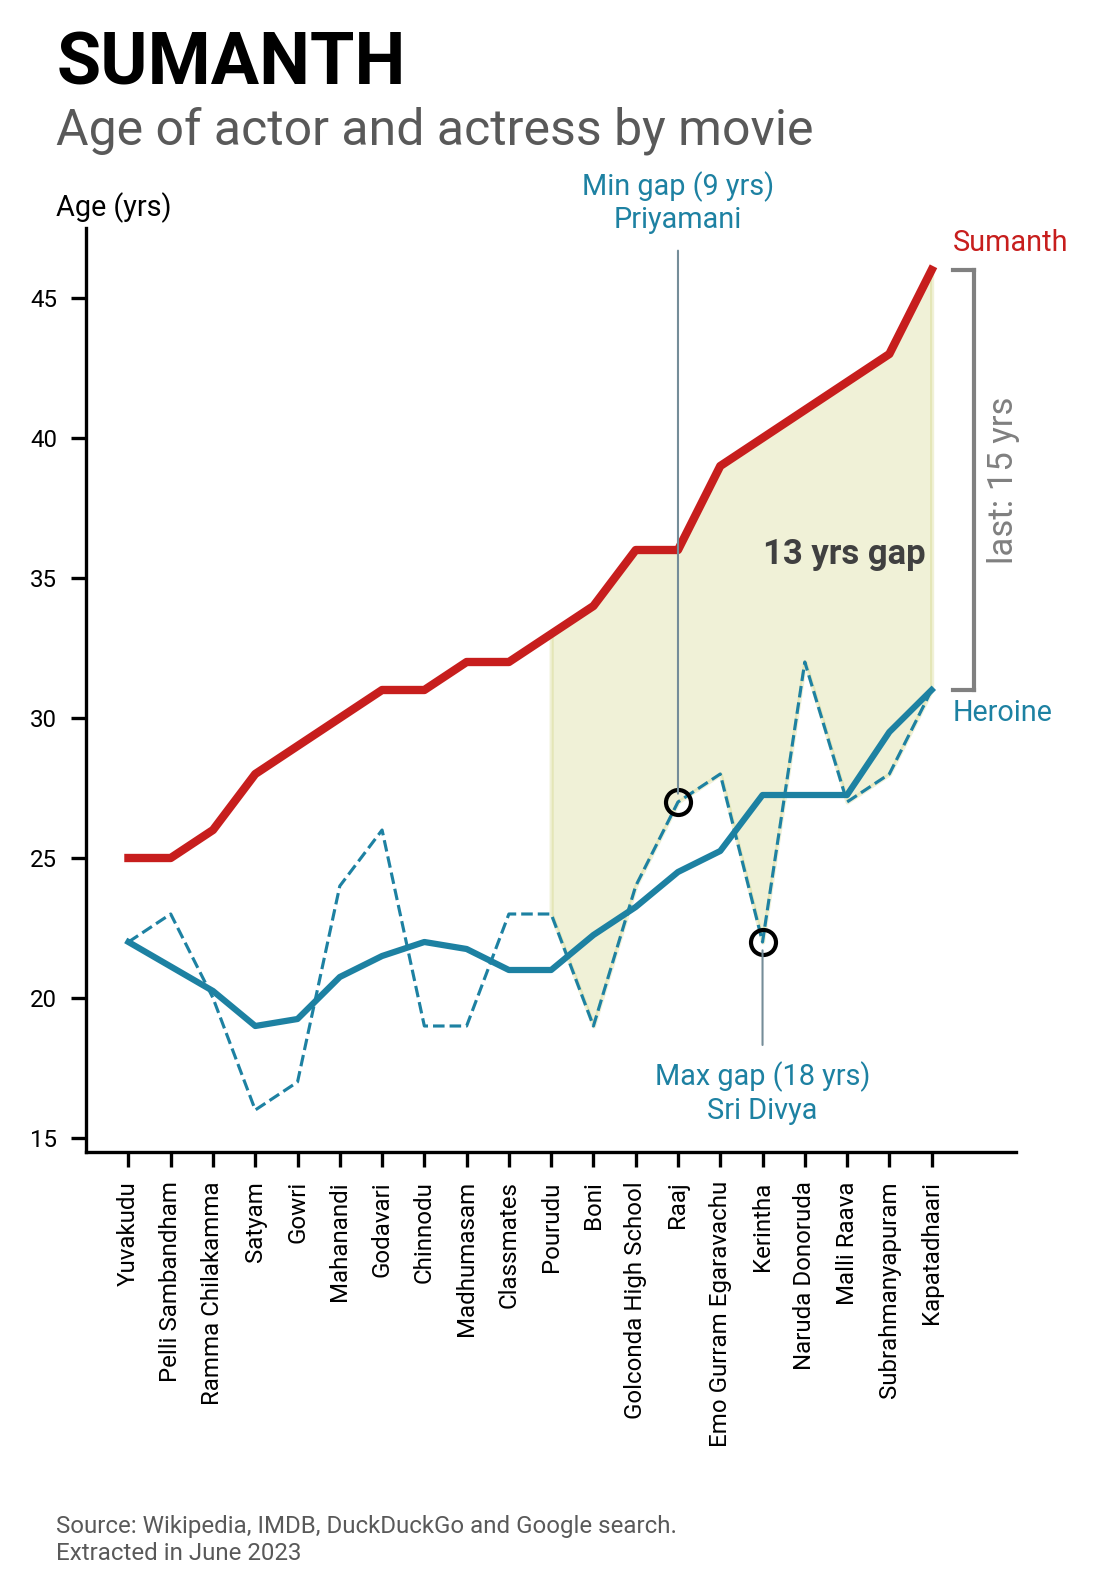 SUMANTH
Age of actor and actress by movie
Min gap (9 yrs)
Priyamani
Age (yrs)
Sumanth
45
40
35
30
25
20
15
13 yrs gap
last: 15 yrs
Heroine
Max gap (18 yrs)
Sri Divya
Yuvakudu
Pelli Sambandham
Ramma Chilakamma
Satyam
Gowri
Mahanandi
Godavari
Chinnodu
Madhumasam
Classmates
Pourudu
Boni
Golconda High School
Raaj
Emo Gurram Egaravachu
Kerintha
Naruda Donoruda
Malli Raava
Subrahmanyapuram
Kapatadhaari
Source: Wikipedia, IMDB, DuckDuckGo and Google search.
Extracted in June 2023